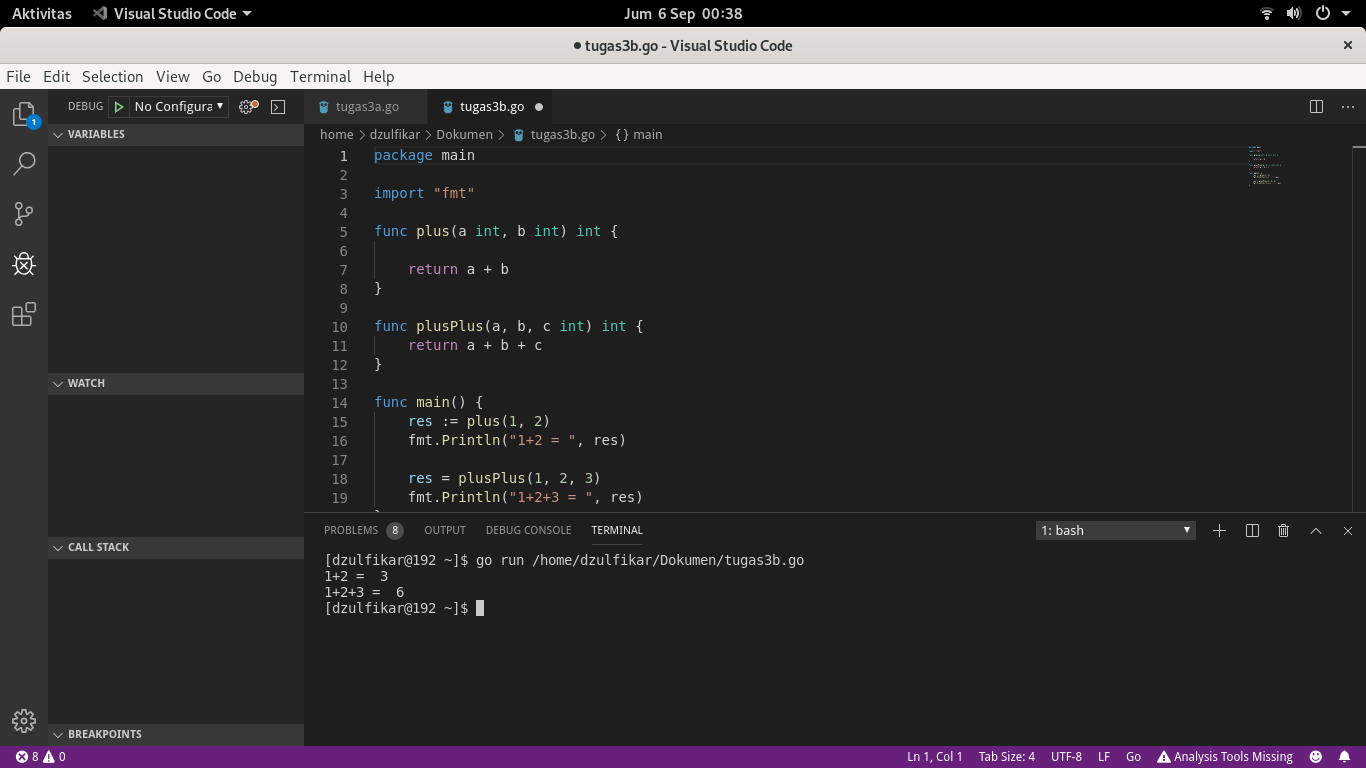 Aktivitas Visual Studio Code Jum 6 Sep 00:38
tugas3b.go - Visual Studio Code
File Edit Selection View Go Debug Terminal Help
DEBUG No Configura
tugas3a.go tugas3b.go
1
VARIABLES
WATCH
CALL STACK
BREAKPOINTS
home > dzulfikar > Dokumen > tugas3b.go > {} main
1 package main
2
3 import "fmt"
4
5 func plus(a int, b int) int {
6
7     return a + b
8 }
9
10 func plusPlus(a, b, c int) int {
11     return a + b + c
12 }
13
14 func main() {
15     res := plus(1, 2)
16     fmt.Println("1+2 = ", res)
17
18     res = plusPlus(1, 2, 3)
19     fmt.Println("1+2+3 = ", res)
PROBLEMS 8 OUTPUT DEBUG CONSOLE TERMINAL 1: bash
[dzulfikar@192 ~]$ go run /home/dzulfikar/Dokumen/tugas3b.go
1+2 =  3
1+2+3 =  6
[dzulfikar@192 ~]$
8 0 Ln 1, Col 1 Tab Size: 4 UTF-8 LF Go Analysis Tools Missing